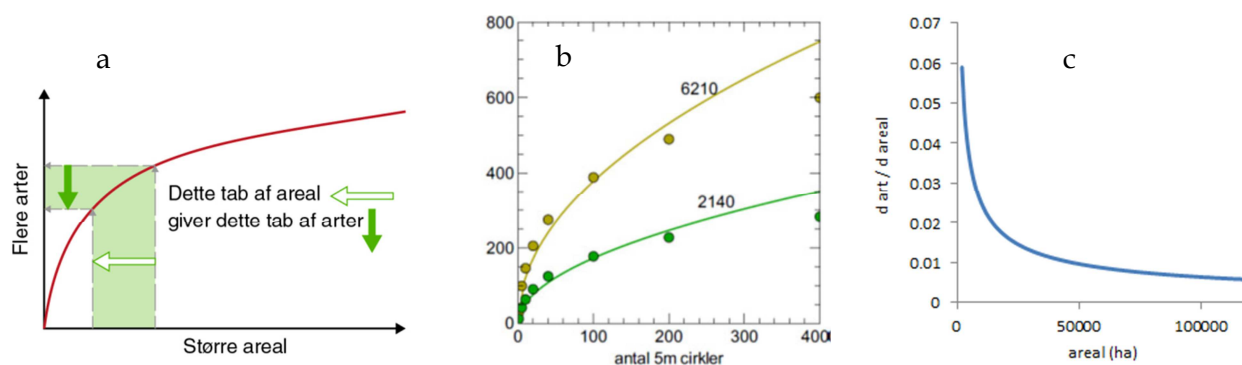 a
Flere arter
Dette tab af areal
giver dette tab af arter
Større areal
b
800
600
400
200
0
6210
2140
0 100 200 300 400
antal 5m cirkler
c
d art / d areal
0.07
0.06
0.05
0.04
0.03
0.02
0.01
0
0 50000 100000
areal (ha)